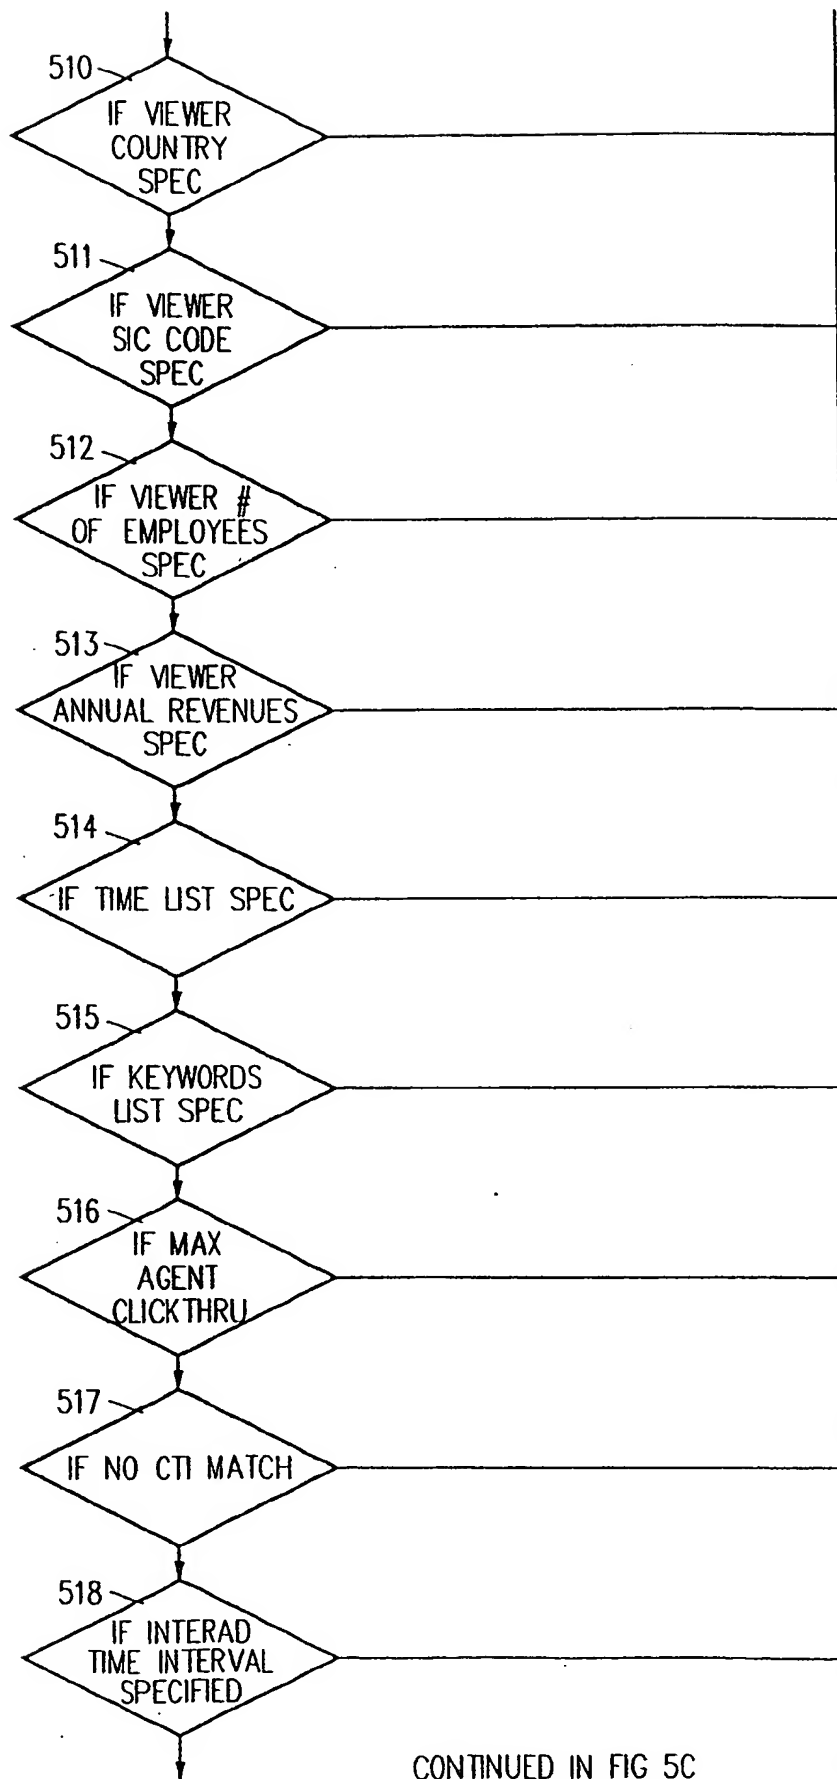 510
IF VIEWER
COUNTRY
SPEC
511
IF VIEWER
SIC CODE
SPEC
512
IF VIEWER #
OF EMPLOYEES
SPEC
513
IF VIEWER
ANNUAL REVENUES
SPEC
514
IF TIME LIST SPEC
515
IF KEYWORDS
LIST SPEC
516
IF MAX
AGENT
CLICKTHRU
517
IF NO CTI MATCH
518
IF INTERAD
TIME INTERVAL
SPECIFIED
CONTINUED IN FIG 5C